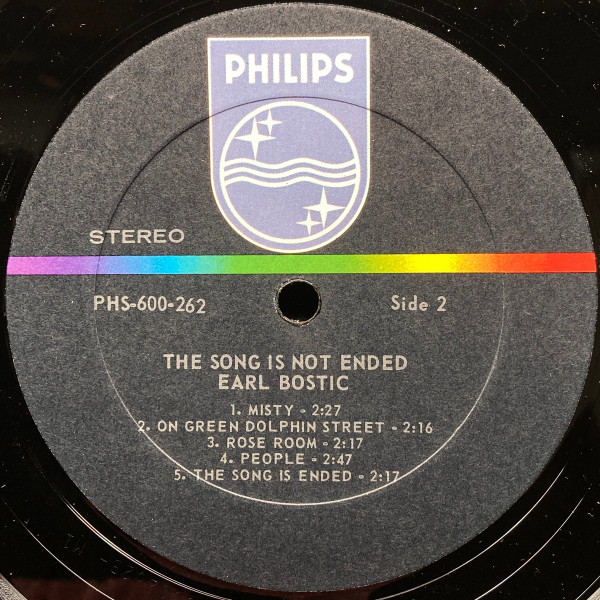 PHILIPS
STEREO
PHS-600-262 Side 2
THE SONG IS NOT ENDED
EARL BOSTIC
1. MISTY - 2:27
2. ON GREEN DOLPHIN STREET - 2:16
3. ROSE ROOM - 2:17
4. PEOPLE - 2:47
5. THE SONG IS ENDED - 2:17